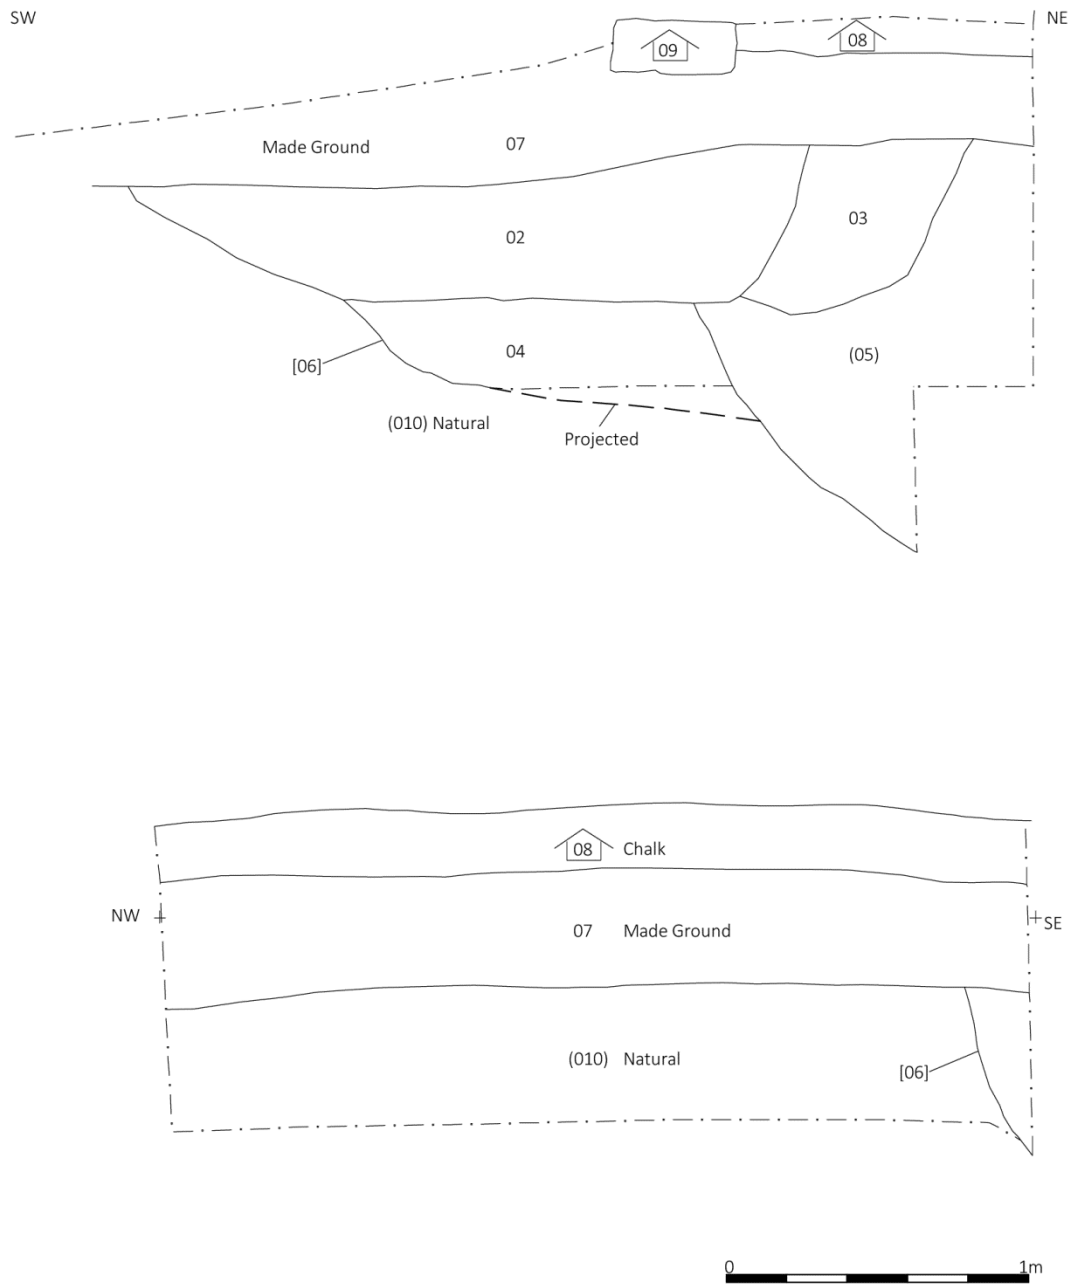 SW
NE
09
08
Made Ground
07
02
03
[06]
04
(05)
(010) Natural
Projected
08 Chalk
NW
SE
07 Made Ground
(010) Natural
[06]
0 1m